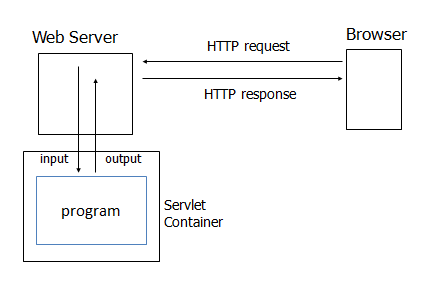 Web Server
Browser
HTTP request
HTTP response
input
output
program
Servlet
Container